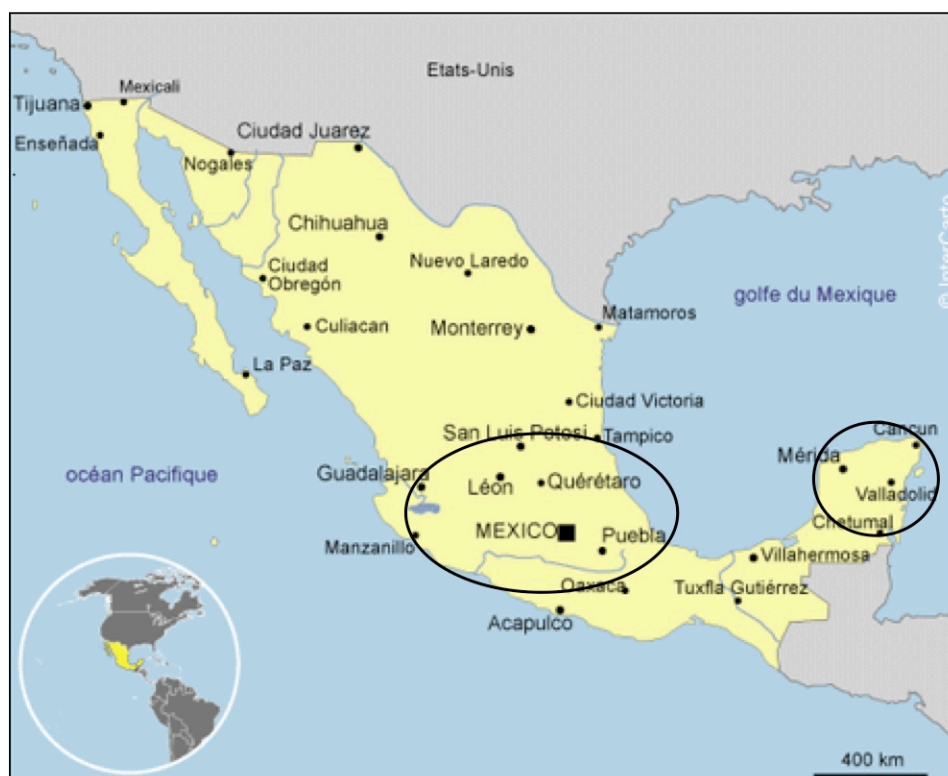 Etats-Unis
Mexicali
Tijuana
Enseñada
Ciudad Juarez
Nogales
Chihuahua
Nuevo Laredo
Ciudad
Obregón
golfe du Mexique
Matamoros
Culiacan
Monterrey
La Paz
Ciudad Victoria
San Luis Potosi
Tampico
Cancun
Mérida
océan Pacifique
Guadalajara
Léon
Quérétaro
Valladolid
Chetumal
MEXICO
Puebla
Manzanillo
Villahermosa
Oaxaca
Tuxfla Gutiérrez
Acapulco
400 km